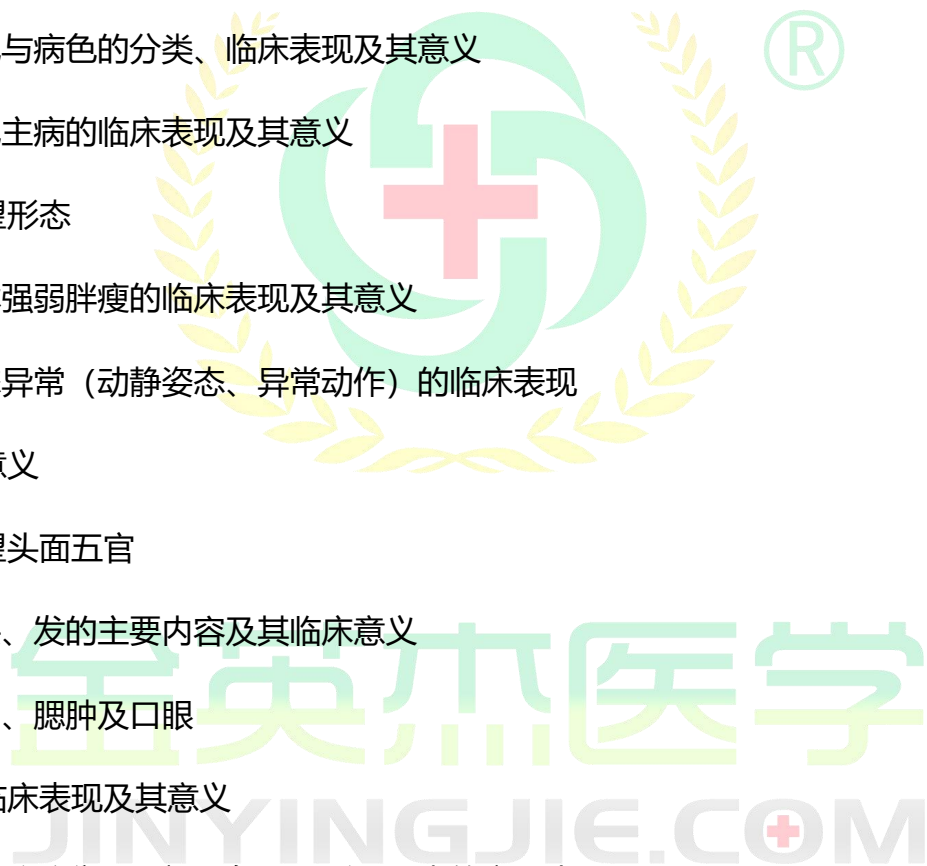 与病色的分类、临床表现及其意义
®
主病的临床表现及其意义
望形态
强弱胖瘦的临床表现及其意义
异常（动静姿态、异常动作）的临床表现
意义
望头面五官
、发的主要内容及其临床意义
金英杰医学
、腮肿及口眼
临床表现及其意义
JINYINGJIE.COM